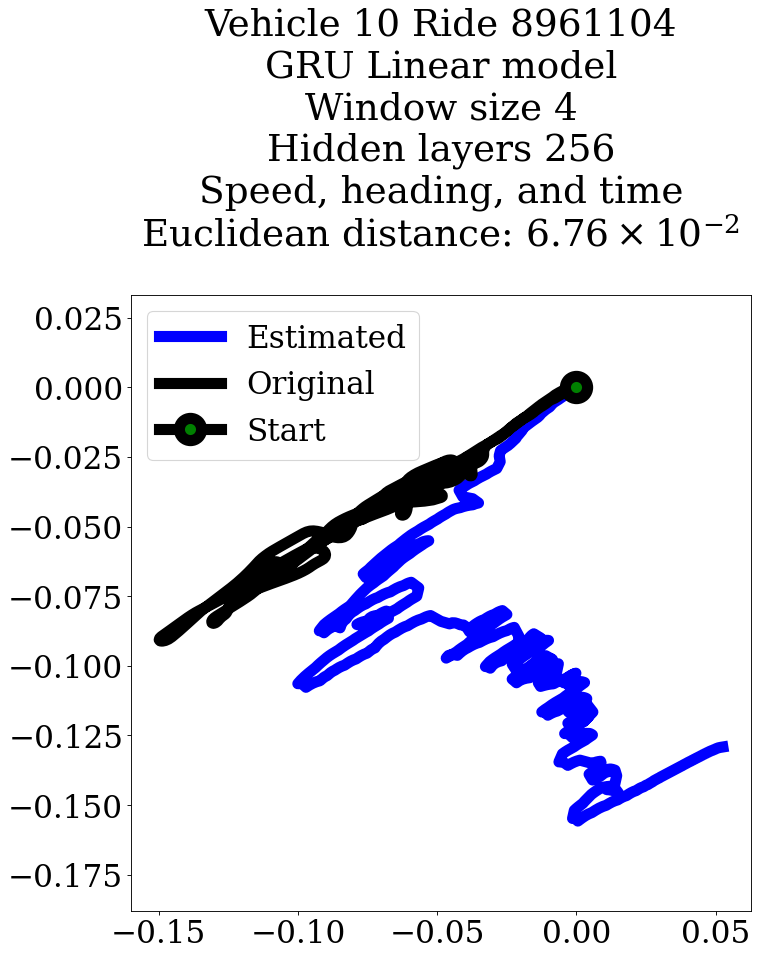 Vehicle 10 Ride 8961104
GRU Linear model
Window size 4
Hidden layers 256
Speed, heading, and time
Euclidean distance: 6.76 × 10⁻²
Estimated
Original
Start
0.025
0.000
−0.025
−0.050
−0.075
−0.100
−0.125
−0.150
−0.175
−0.15 −0.10 −0.05 0.00 0.05